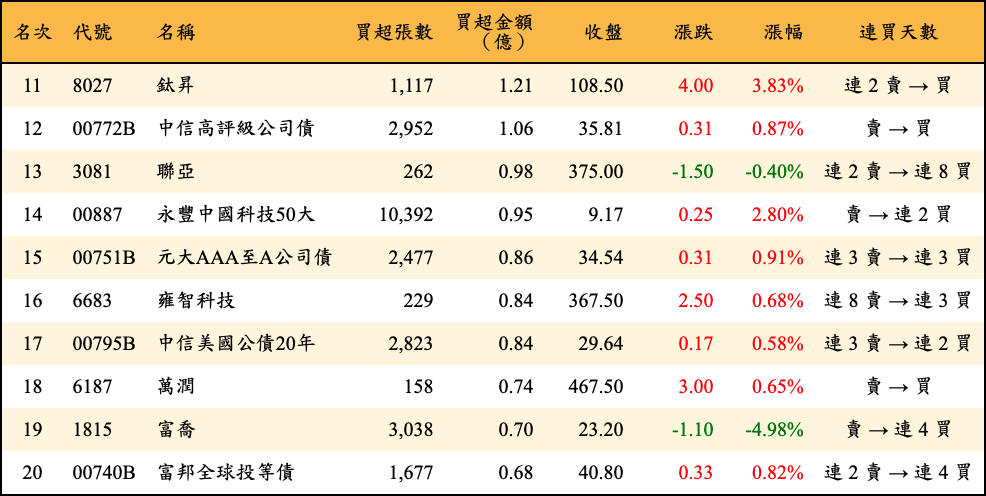 名次 代號 名稱 買超張數 買超金額（億） 收盤 漲跌 漲幅 連買天數
11 8027 鈦昇 1,117 1.21 108.50 4.00 3.83% 連 2 賣 → 買
12 00772B 中信高評級公司債 2,952 1.06 35.81 0.31 0.87% 賣 → 買
13 3081 聯亞 262 0.98 375.00 -1.50 -0.40% 連 2 賣 → 連 8 買
14 00887 永豐中國科技50大 10,392 0.95 9.17 0.25 2.80% 賣 → 連 2 買
15 00751B 元大AAA至A公司債 2,477 0.86 34.54 0.31 0.91% 連 3 賣 → 連 3 買
16 6683 雍智科技 229 0.84 367.50 2.50 0.68% 連 8 賣 → 連 3 買
17 00795B 中信美國公債20年 2,823 0.84 29.64 0.17 0.58% 連 3 賣 → 連 2 買
18 6187 萬潤 158 0.74 467.50 3.00 0.65% 賣 → 買
19 1815 富喬 3,038 0.70 23.20 -1.10 -4.98% 賣 → 連 4 買
20 00740B 富邦全球投等債 1,677 0.68 40.80 0.33 0.82% 連 2 賣 → 連 4 買